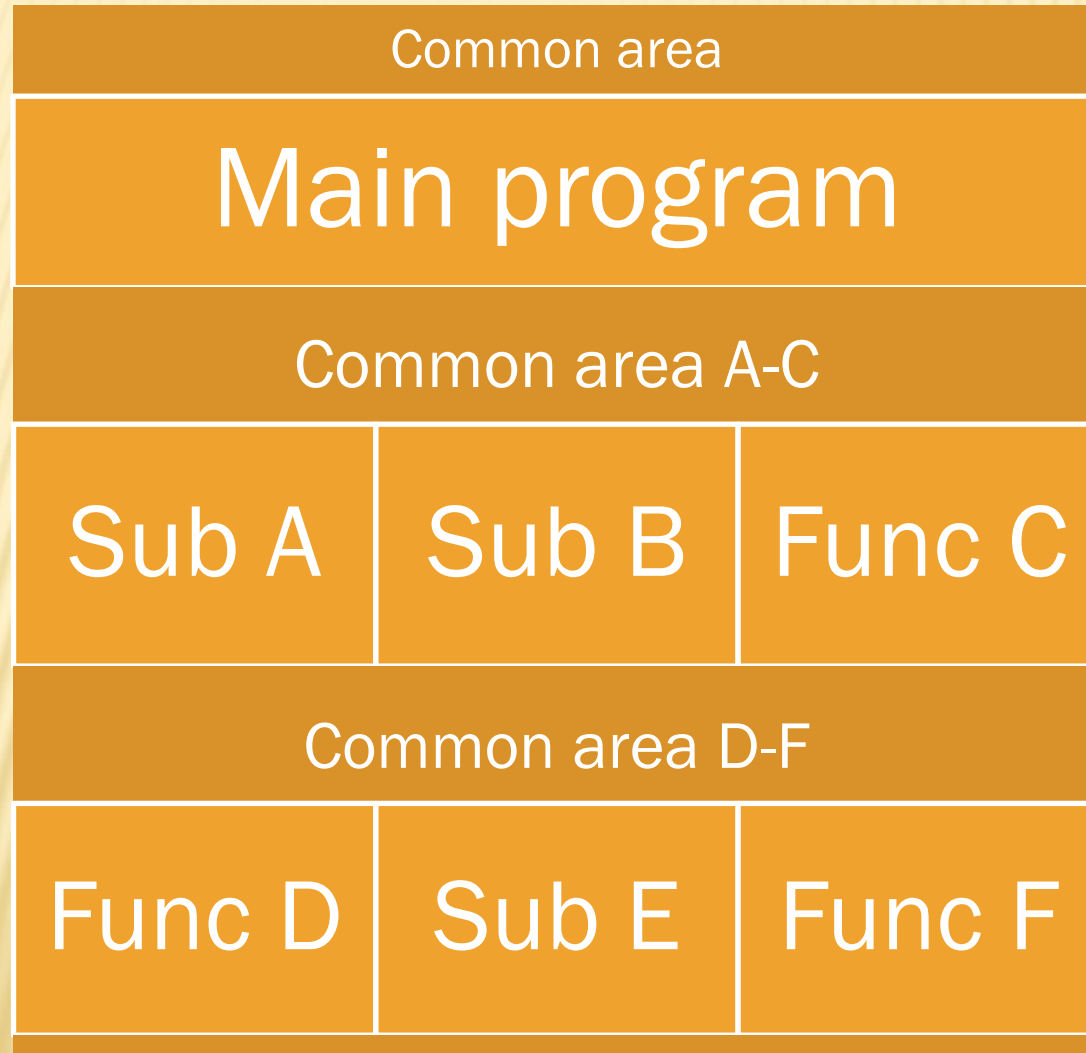 Common area
Main program
Common area A-C
Sub A
Sub B
Func C
Common area D-F
Func D
Sub E
Func F